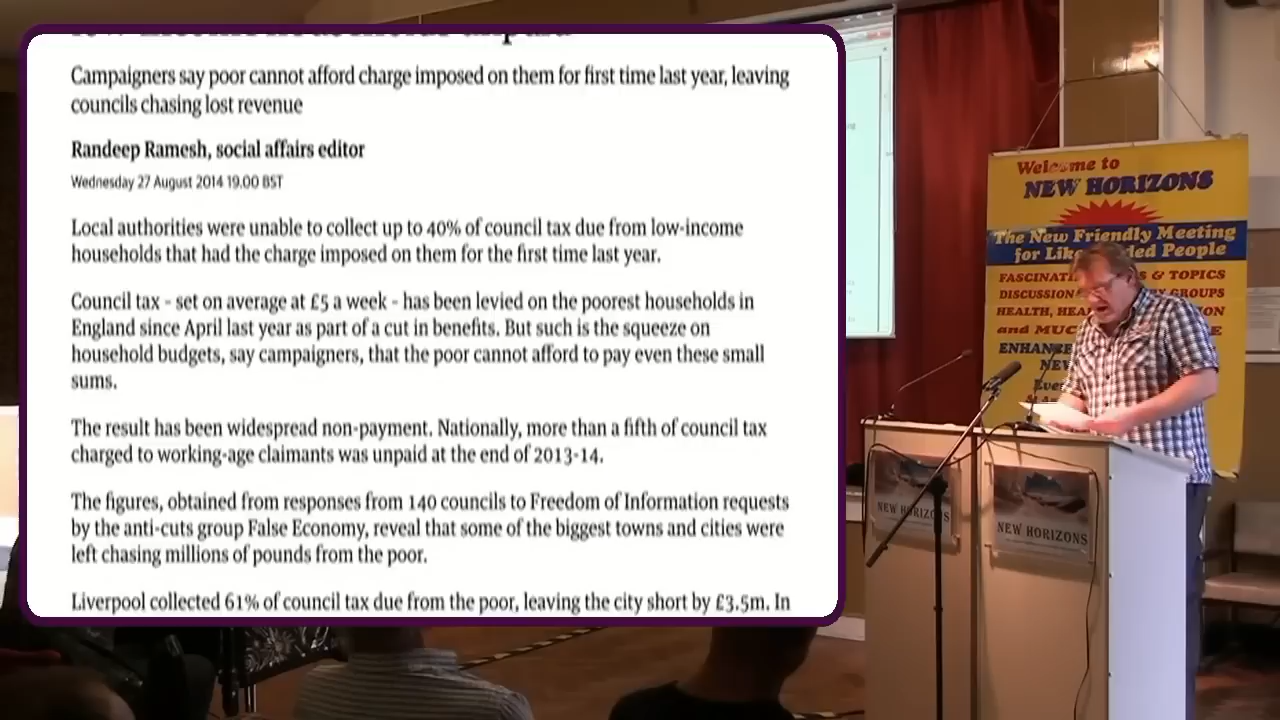 Campaigners say poor cannot afford charge imposed on them for first time last year, leaving
councils chasing lost revenue
Randeep Ramesh, social affairs editor
Wednesday 27 August 2014 19.00 BST
Local authorities were unable to collect up to 40% of council tax due from low-income
households that had the charge imposed on them for the first time last year.
Council tax - set on average at £5 a week - has been levied on the poorest households in
England since April last year as part of a cut in benefits. But such is the squeeze on
household budgets, say campaigners, that the poor cannot afford to pay even these small
sums.
The result has been widespread non-payment. Nationally, more than a fifth of council tax
charged to working-age claimants was unpaid at the end of 2013-14.
The figures, obtained from responses from 140 councils to Freedom of Information requests
by the anti-cuts group False Economy, reveal that some of the biggest towns and cities were
left chasing millions of pounds from the poor.
Liverpool collected 61% of council tax due from the poor, leaving the city short by £3.5m. In
Welcome to
NEW HORIZONS
The New Friendly Meeting
for People
& TOPICS
DISCUSSION GROUPS
HEALTH,
and
NEW HORIZONS
NEW HORIZONS